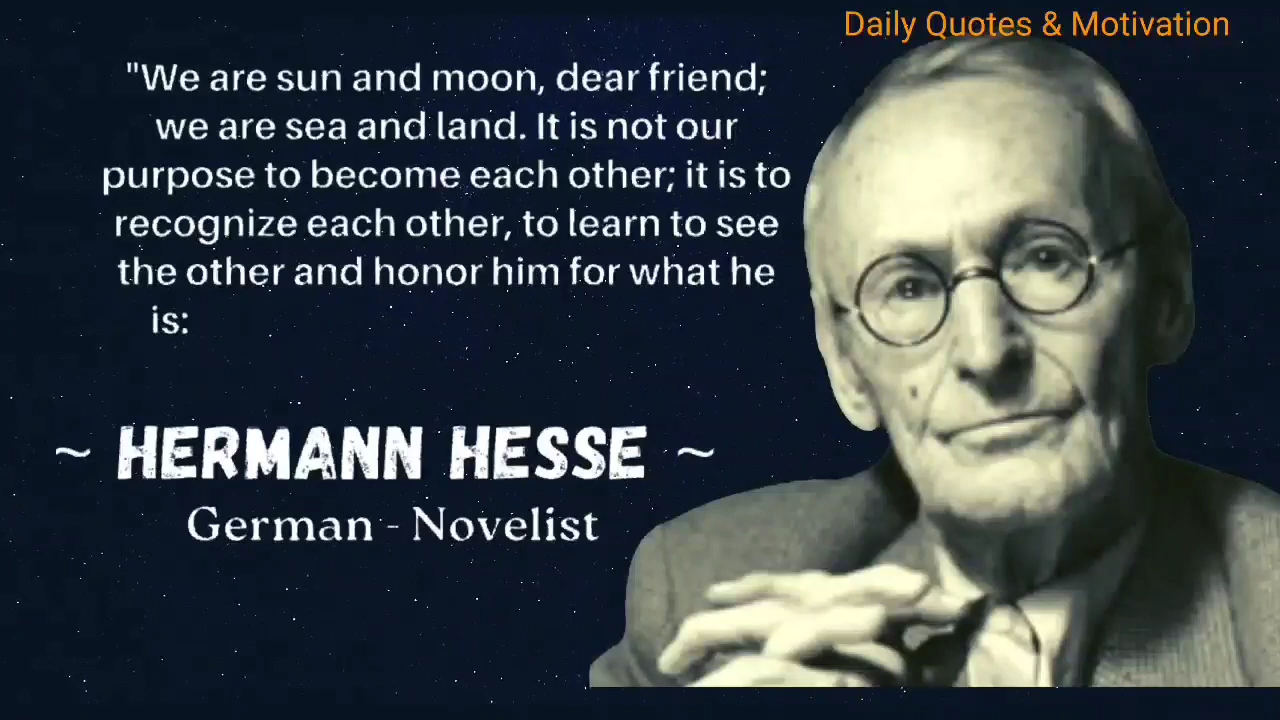 Daily Quotes & Motivation
"We are sun and moon, dear friend;
we are sea and land. It is not our
purpose to become each other; it is to
recognize each other, to learn to see
the other and honor him for what he
is:
~ HERMANN HESSE ~
German - Novelist